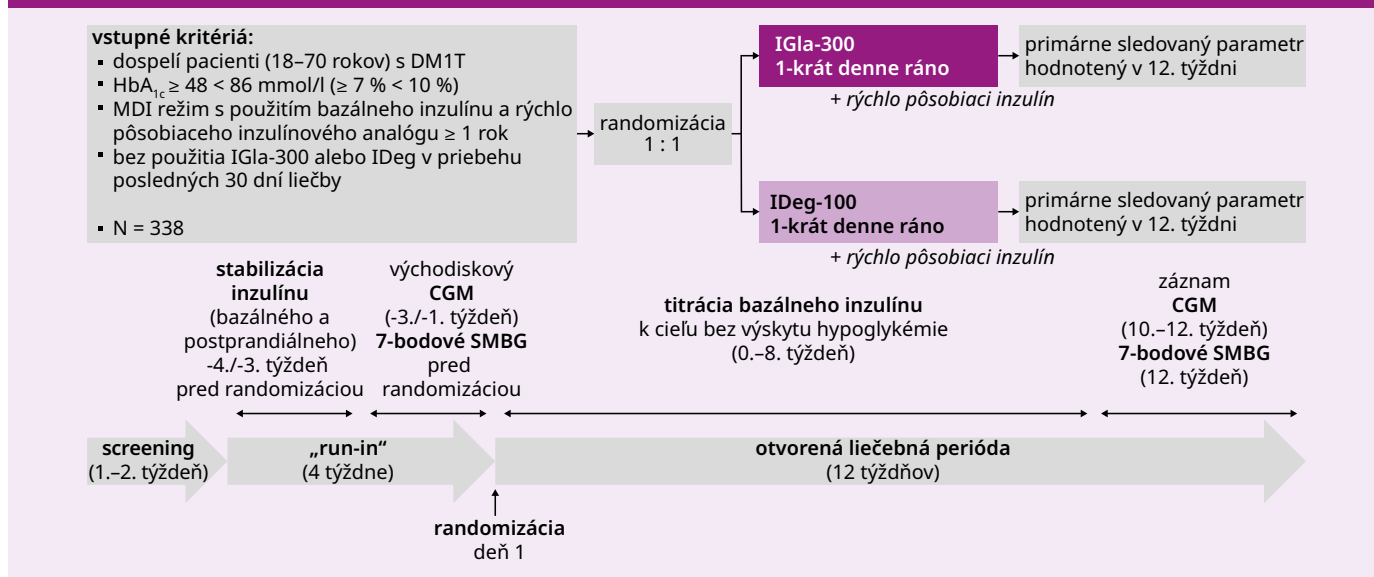 vstupné kritériá:
▪ dospelí pacienti (18–70 rokov) s DM1T
▪ HbA1c ≥ 48 < 86 mmol/l (≥ 7 % < 10 %)
▪ MDI režim s použitím bazálneho inzulínu a rýchlo
pôsobiaceho inzulínového analógu ≥ 1 rok
▪ bez použitia IGla-300 alebo IDeg v priebehu
posledných 30 dní liečby
▪ N = 338
randomizácia
1 : 1
IGla-300
1-krát denne ráno
+ rýchlo pôsobiaci inzulín
primárne sledovaný parametr
hodnotený v 12. týždni
IDeg-100
1-krát denne ráno
+ rýchlo pôsobiaci inzulín
primárne sledovaný parametr
hodnotený v 12. týždni
stabilizácia
inzulínu
(bazálného a
postprandiálneho)
-4./-3. týždeň
pred randomizáciou
východiskový
CGM
(-3./-1. týždeň)
7-bodové SMBG
pred
randomizáciou
titrácia bazálneho inzulínu
k cieľu bez výskytu hypoglykémie
(0.–8. týždeň)
záznam
CGM
(10.–12. týždeň)
7-bodové SMBG
(12. týždeň)
screening
(1.–2. týždeň)
„run-in“
(4 týždne)
otvorená liečebná perióda
(12 týždňov)
randomizácia
deň 1